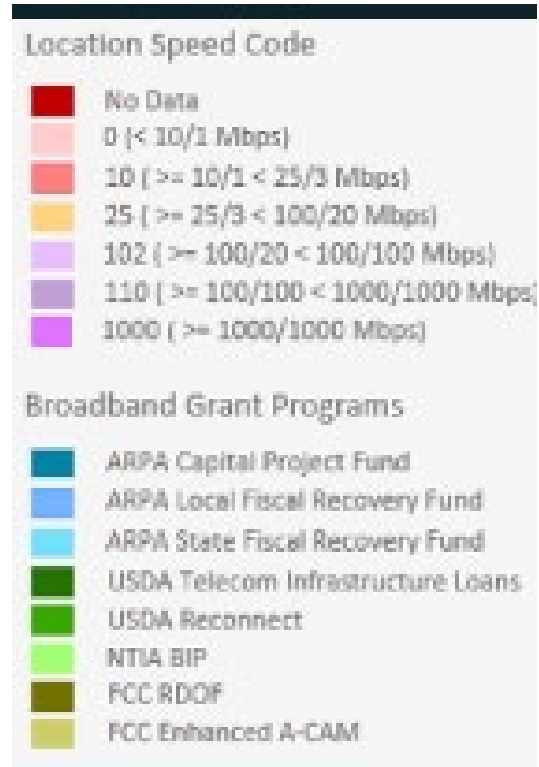 Location Speed Code
No Data
0 (< 10/1 Mbps)
10 ( >= 10/1 < 25/3 Mbps)
25 ( >= 25/3 < 100/20 Mbps)
102 ( >= 100/20 < 100/100 Mbps)
110 ( >= 100/100 < 1000/1000 Mbps)
1000 ( >= 1000/1000 Mbps)
Broadband Grant Programs
ARPA Capital Project Fund
ARPA Local Fiscal Recovery Fund
ARPA State Fiscal Recovery Fund
USDA Telecom Infrastructure Loans
USDA Reconnect
NTIA BIP
FCC RDOF
FCC Enhanced A-CAM